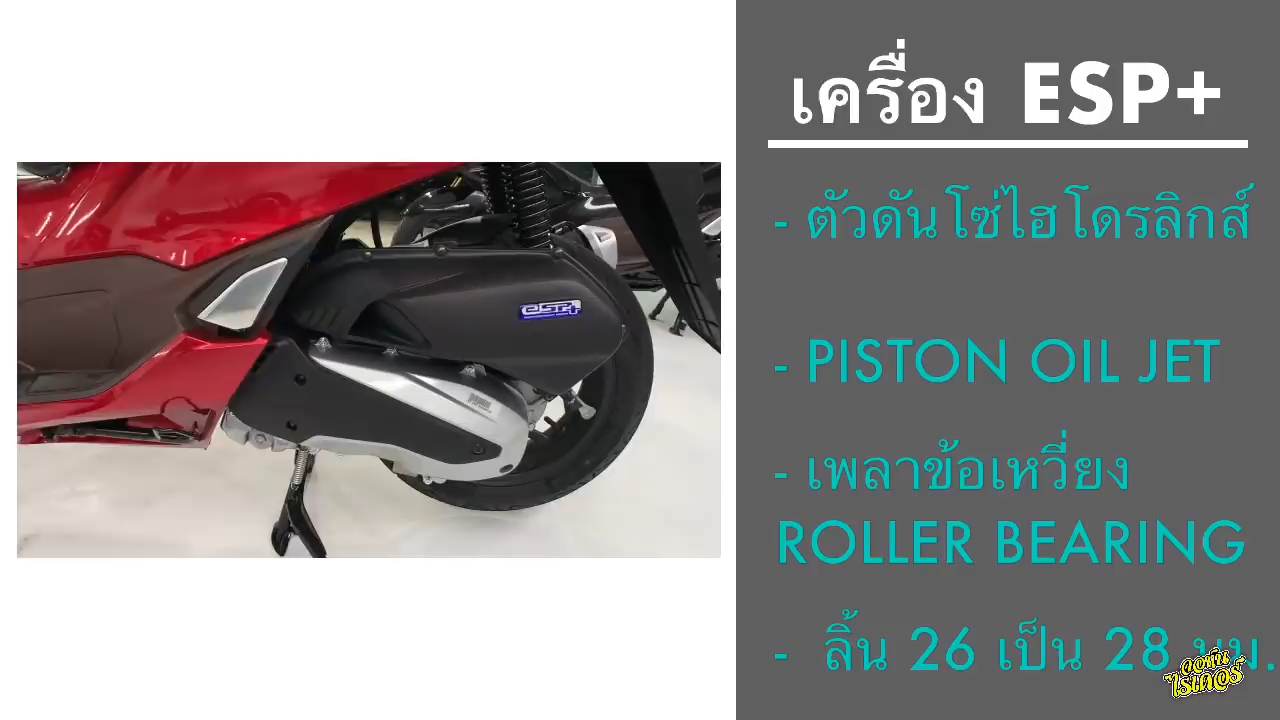 เครื่อง ESP+
- ตัวดันโซ่ไฮโดรลิกส์
- PISTON OIL JET
- เพลาข้อเหวี่ยง
ROLLER BEARING
- ลิ้น 26 เป็น 28 มม.
eSP+